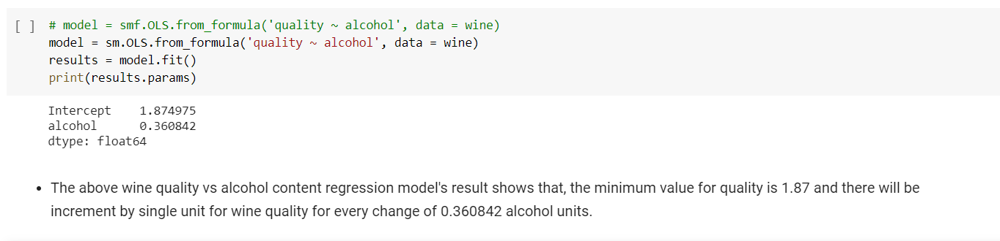 [ ] # model = smf.OLS.from_formula('quality ~ alcohol', data = wine)
model = sm.OLS.from_formula('quality ~ alcohol', data = wine)
results = model.fit()
print(results.params)
Intercept    1.874975
alcohol      0.360842
dtype: float64
• The above wine quality vs alcohol content regression model's result shows that, the minimum value for quality is 1.87 and there will be
increment by single unit for wine quality for every change of 0.360842 alcohol units.